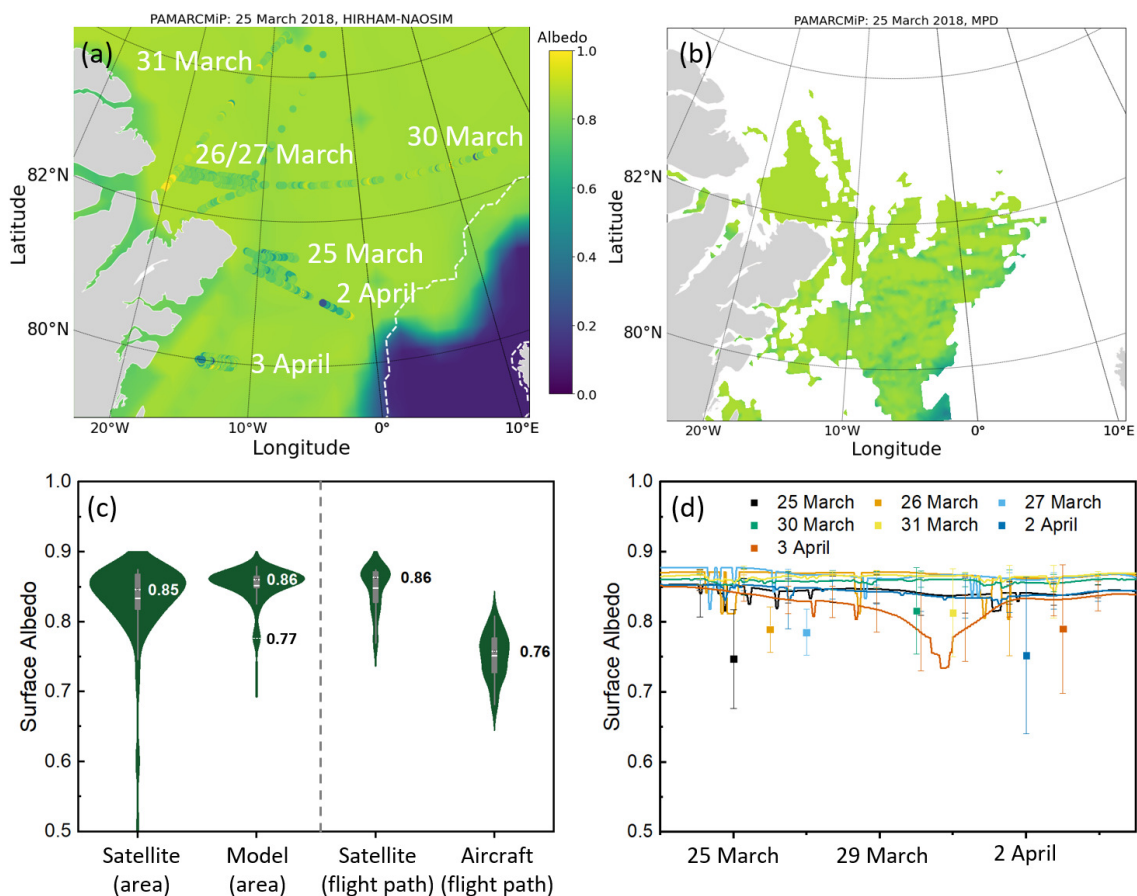 PAMARCMiP: 25 March 2018, HIRHAM-NAOSIM
(a)
31 March
26/27 March
30 March
25 March
2 April
3 April
Albedo
1.0
0.8
0.6
0.4
0.2
0.0
82°N
80°N
Latitude
20°W
10°W
0°
10°E
Longitude
PAMARCMiP: 25 March 2018, MPD
(b)
82°N
80°N
Latitude
20°W
10°W
0°
10°E
Longitude
(c)
1.0
0.9
0.8
0.7
0.6
0.5
Surface Albedo
0.85
0.86
0.77
0.86
0.76
Satellite
(area)
Model
(area)
Satellite
(flight path)
Aircraft
(flight path)
(d)
25 March
26 March
27 March
30 March
31 March
2 April
3 April
1.0
0.9
0.8
0.7
0.6
0.5
Surface Albedo
25 March
29 March
2 April